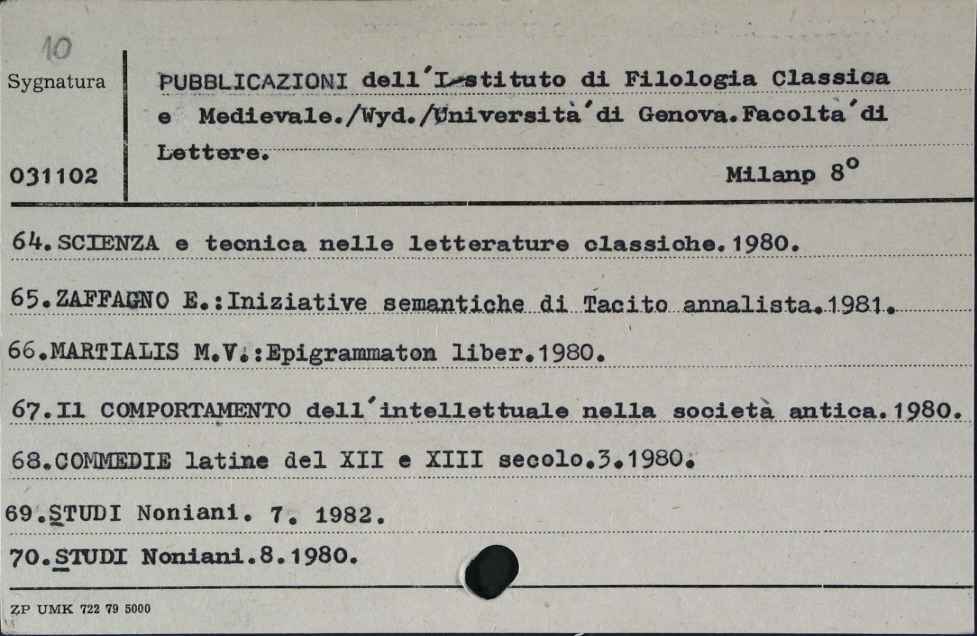 10
Sygnatura
PUBBLICAZIONI dell'Istituto di Filologia Classica
e Medievale./Wyd./Università di Genova.Facoltà di
Lettere.
031102
Milanp 8º
64.SCIENZA e tecnica nelle letterature classiche.1980.
65.ZAFFAGNO E.:Iniziative semantiche di Tacito annalista.1981.
66.MARTIALIS M.V.:Epigrammaton liber.1980.
67.Il COMPORTAMENTO dell'intellettuale nella società antica.1980.
68.COMMEDIE latine del XII e XIII secolo.3.1980.
69.STUDI Noniani. 7. 1982.
70.STUDI Noniani.8.1980.
ZP UMK 722 79 5000